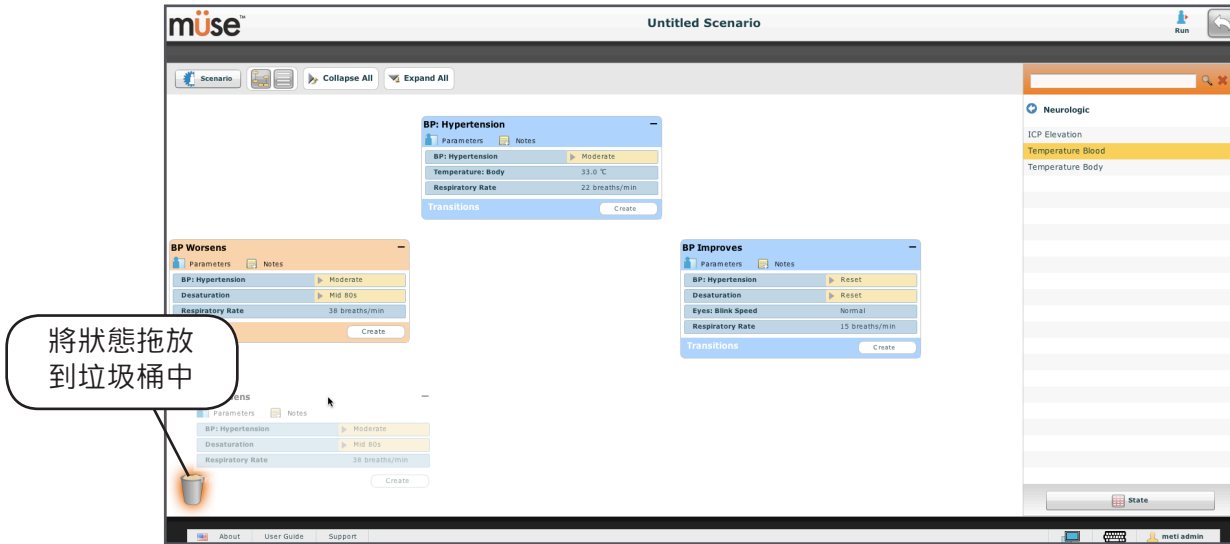 müse™
Untitled Scenario
Run
Scenario
Collapse All
Expand All
Neurologic
ICP Elevation
Temperature Blood
Temperature Body
BP: Hypertension
Parameters Notes
BP: Hypertension Moderate
Temperature: Body 33.0 °C
Respiratory Rate 22 breaths/min
Transitions Create
BP Worsens
Parameters Notes
BP: Hypertension Moderate
Desaturation Mid 80s
Respiratory Rate 38 breaths/min
Create
BP Improves
Parameters Notes
BP: Hypertension Reset
Desaturation Reset
Eyes: Blink Speed Normal
Respiratory Rate 15 breaths/min
Transitions Create
將狀態拖放
到垃圾桶中
Parameters Notes
BP: Hypertension Moderate
Desaturation Mid 80s
Respiratory Rate 38 breaths/min
Create
State
About User Guide Support
meti admin